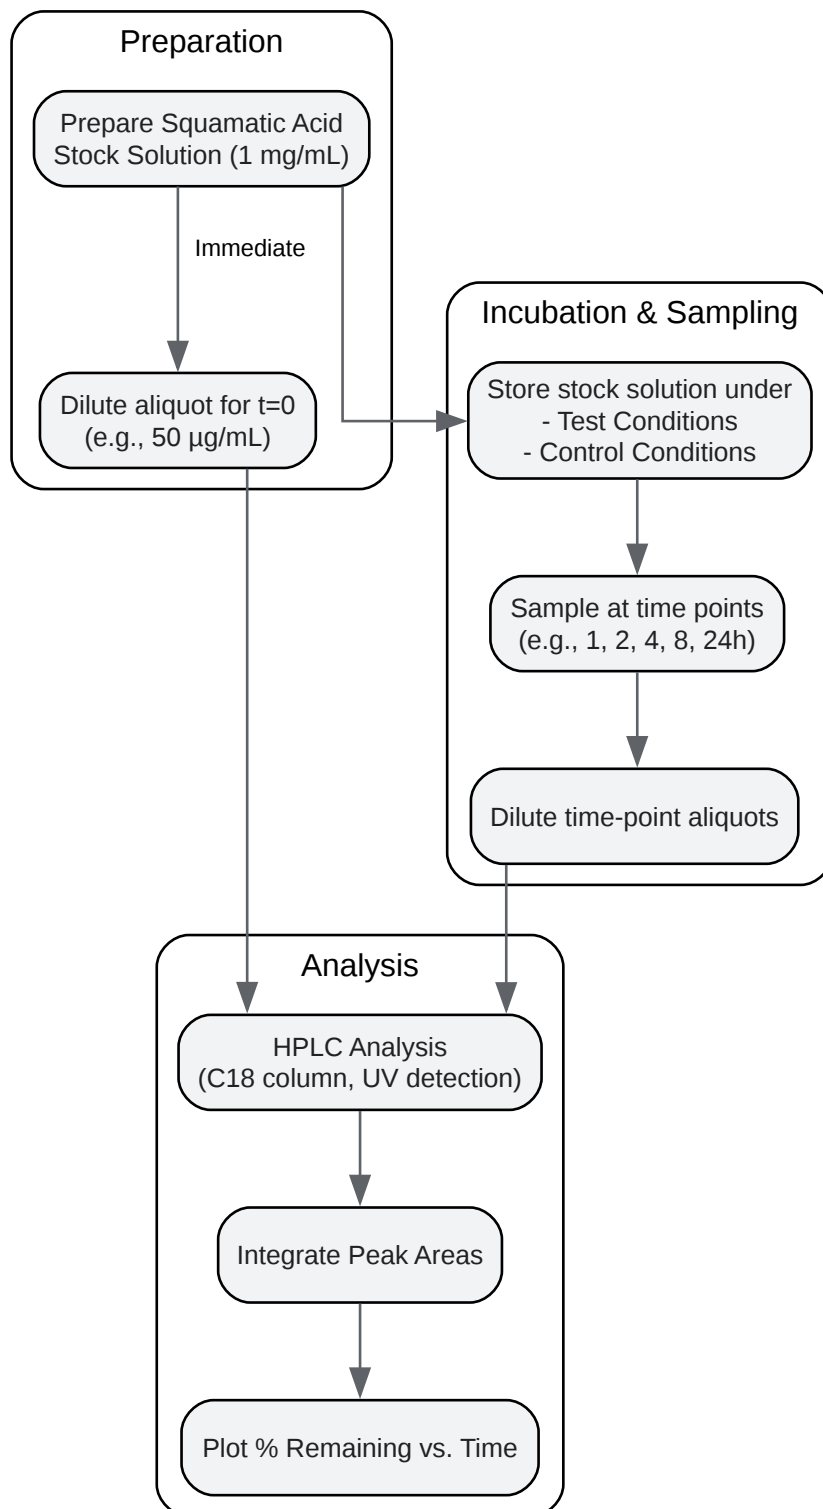 Preparation
Prepare Squamatic Acid
Stock Solution (1 mg/mL)
Immediate
Dilute aliquot for t=0
(e.g., 50 µg/mL)
Incubation & Sampling
Store stock solution under
- Test Conditions
- Control Conditions
Sample at time points
(e.g., 1, 2, 4, 8, 24h)
Dilute time-point aliquots
Analysis
HPLC Analysis
(C18 column, UV detection)
Integrate Peak Areas
Plot % Remaining vs. Time